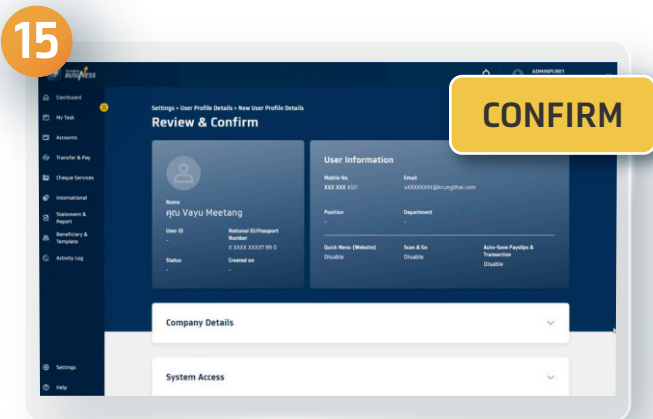 15
BUSINESS
ADMINPURE1
CONFIRM
Dashboard
My Task
Accounts
Transfer & Pay
Cheque Services
International
Statement &
Report
Beneficiary &
Template
Activity Log
Settings
Help
Settings > User Profile Details > New User Profile Details
Review & Confirm
Name
คุณ Vayu Meetang
User ID
-
National ID/Passport
Number
X XXXX XXXX7 99 0
Status
-
Created on
-
User Information
Mobile No.
XXX XXX 4321
Email
vXXXXXXXX@krungthai.com
Position
-
Department
-
Quick Menu (Website)
Disable
Scan & Go
Disable
Auto-Save Payslips &
Transaction
Disable
Company Details
System Access